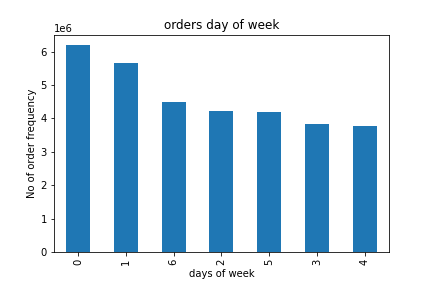 orders day of week
1e6
6
5
4
3
2
1
0
No of order frequency
0 1 6 2 5 3 4
days of week